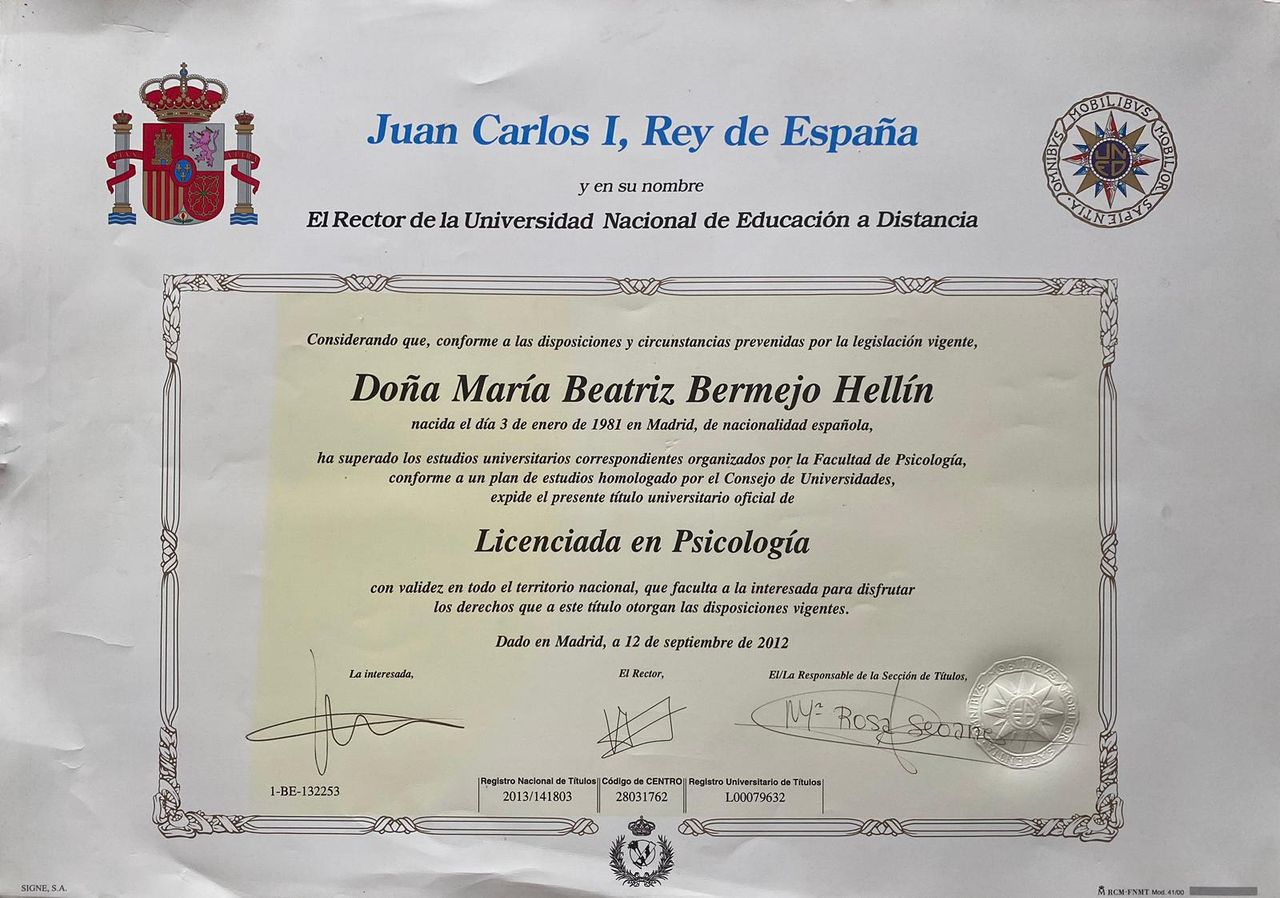 Juan Carlos I, Rey de España
y en su nombre
El Rector de la Universidad Nacional de Educación a Distancia
OMNIBVS MOBILIBVS MOBILIOR SAPIENTIA
UNED
Considerando que, conforme a las disposiciones y circunstancias prevenidas por la legislación vigente,
Doña María Beatriz Bermejo Hellín
nacida el día 3 de enero de 1981 en Madrid, de nacionalidad española,
ha superado los estudios universitarios correspondientes organizados por la Facultad de Psicología,
conforme a un plan de estudios homologado por el Consejo de Universidades,
expide el presente título universitario oficial de
Licenciada en Psicología
con validez en todo el territorio nacional, que faculta a la interesada para disfrutar
los derechos que a este título otorgan las disposiciones vigentes.
Dado en Madrid, a 12 de septiembre de 2012
La interesada,
El Rector,
El/La Responsable de la Sección de Títulos,
Mª Rosa Seoane
1-BE-132253
Registro Nacional de Títulos
2013/141803
Código de CENTRO
28031762
Registro Universitario de Títulos
L00079632
SIGNE, S.A.
RCM-FNMT Mod. 41/00